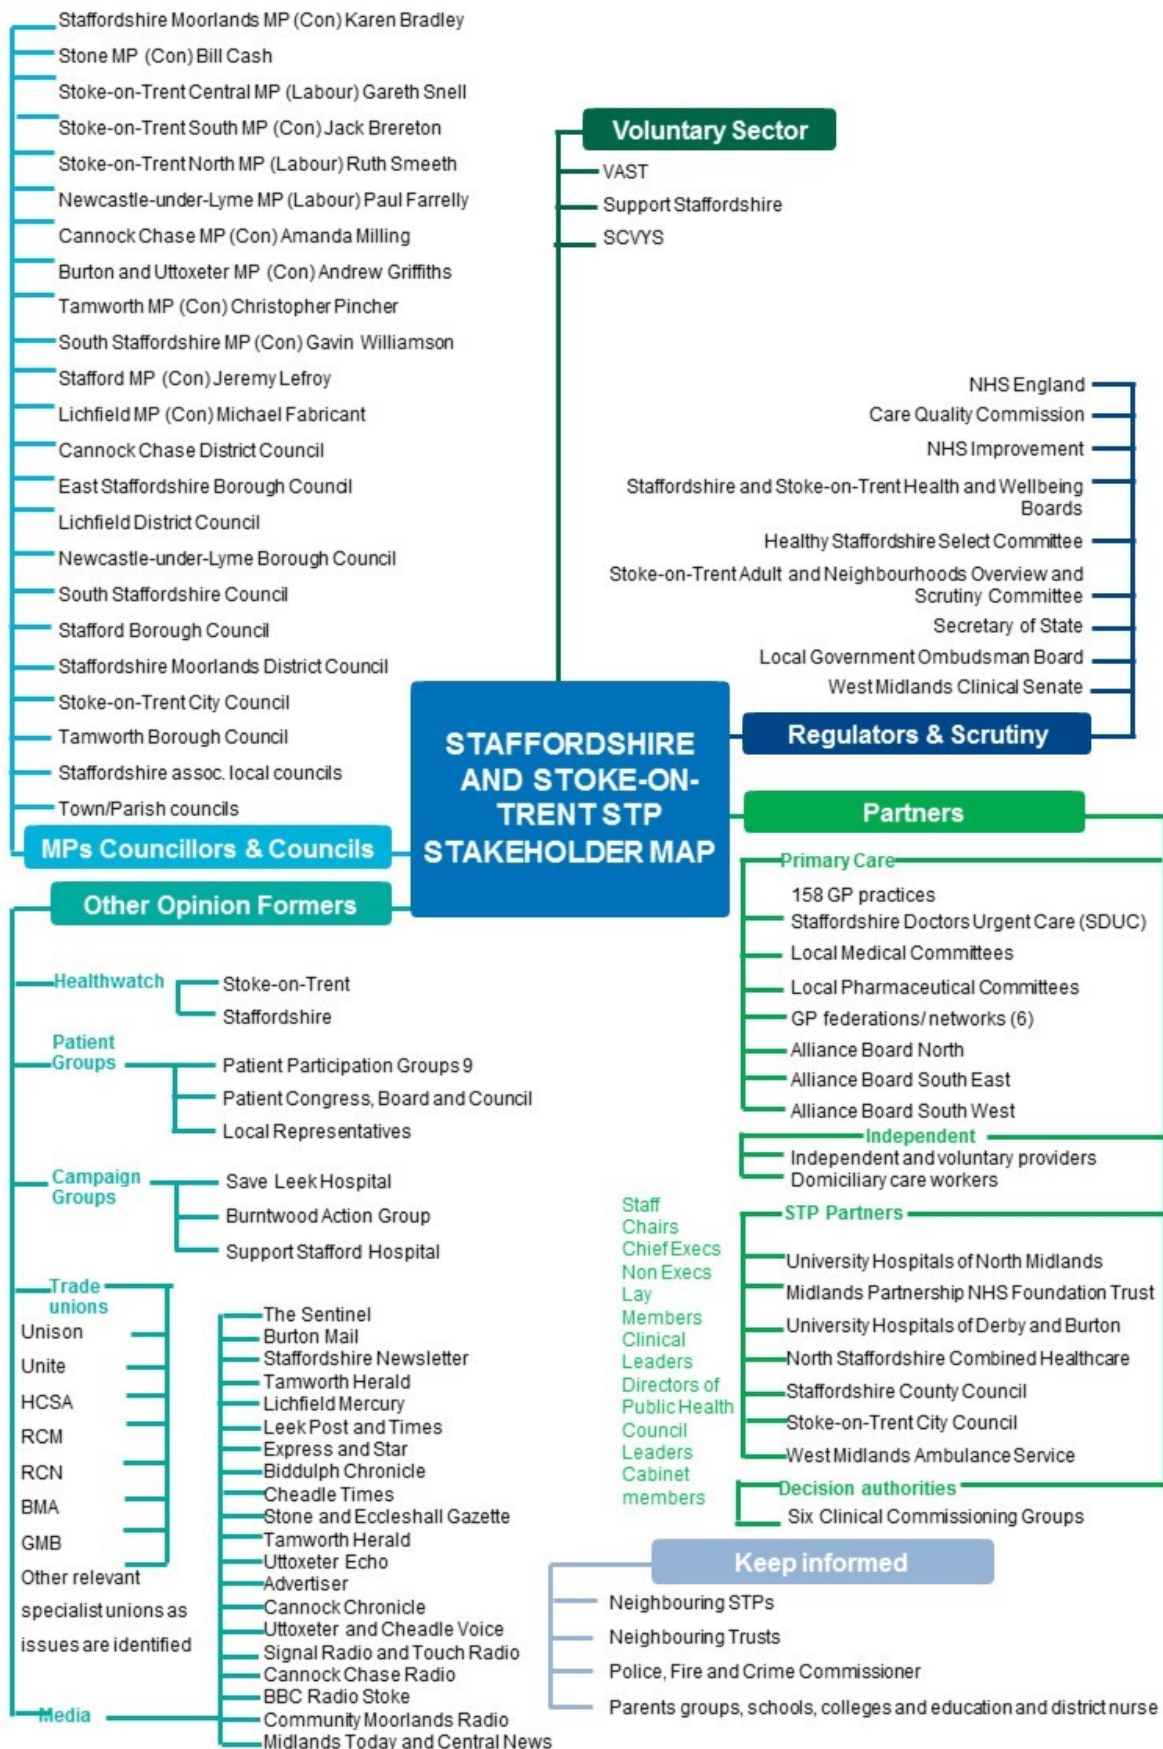 Staffordshire Moorlands MP (Con) Karen Bradley
Stone MP (Con) Bill Cash
Stoke-on-Trent Central MP (Labour) Gareth Snell
Stoke-on-Trent South MP (Con) Jack Brereton
Stoke-on-Trent North MP (Labour) Ruth Smeeth
Newcastle-under-Lyme MP (Labour) Paul Farrelly
Cannock Chase MP (Con) Amanda Milling
Burton and Uttoxeter MP (Con) Andrew Griffiths
Tamworth MP (Con) Christopher Pincher
South Staffordshire MP (Con) Gavin Williamson
Stafford MP (Con) Jeremy Lefroy
Lichfield MP (Con) Michael Fabricant
Cannock Chase District Council
East Staffordshire Borough Council
Lichfield District Council
Newcastle-under-Lyme Borough Council
South Staffordshire Council
Stafford Borough Council
Staffordshire Moorlands District Council
Stoke-on-Trent City Council
Tamworth Borough Council
Staffordshire assoc. local councils
Town/Parish councils
MPs Councillors & Councils
Voluntary Sector
VAST
Support Staffordshire
SCVYS
NHS England
Care Quality Commission
NHS Improvement
Staffordshire and Stoke-on-Trent Health and Wellbeing
Boards
Healthy Staffordshire Select Committee
Stoke-on-Trent Adult and Neighbourhoods Overview and
Scrutiny Committee
Secretary of State
Local Government Ombudsman Board
West Midlands Clinical Senate
Regulators & Scrutiny
STAFFORDSHIRE
AND STOKE-ON-
TRENT STP
STAKEHOLDER MAP
Other Opinion Formers
Healthwatch
Stoke-on-Trent
Staffordshire
Patient
Groups
Patient Participation Groups 9
Patient Congress, Board and Council
Local Representatives
Campaign
Groups
Save Leek Hospital
Burntwood Action Group
Support Stafford Hospital
Trade
unions
Unison
Unite
HCSA
RCM
RCN
BMA
GMB
Other relevant
specialist unions as
issues are identified
Media
The Sentinel
Burton Mail
Staffordshire Newsletter
Tamworth Herald
Lichfield Mercury
Leek Post and Times
Express and Star
Biddulph Chronicle
Cheadle Times
Stone and Eccleshall Gazette
Tamworth Herald
Uttoxeter Echo
Advertiser
Cannock Chronicle
Uttoxeter and Cheadle Voice
Signal Radio and Touch Radio
Cannock Chase Radio
BBC Radio Stoke
Community Moorlands Radio
Midlands Today and Central News
Partners
Primary Care
158 GP practices
Staffordshire Doctors Urgent Care (SDUC)
Local Medical Committees
Local Pharmaceutical Committees
GP federations/ networks (6)
Alliance Board North
Alliance Board South East
Alliance Board South West
Independent
Independent and voluntary providers
Domiciliary care workers
Staff
Chairs
Chief Execs
Non Execs
Lay
Members
Clinical
Leaders
Directors of
Public Health
Council
Leaders
Cabinet
members
STP Partners
University Hospitals of North Midlands
Midlands Partnership NHS Foundation Trust
University Hospitals of Derby and Burton
North Staffordshire Combined Healthcare
Staffordshire County Council
Stoke-on-Trent City Council
West Midlands Ambulance Service
Decision authorities
Six Clinical Commissioning Groups
Keep informed
Neighbouring STPs
Neighbouring Trusts
Police, Fire and Crime Commissioner
Parents groups, schools, colleges and education and district nurse